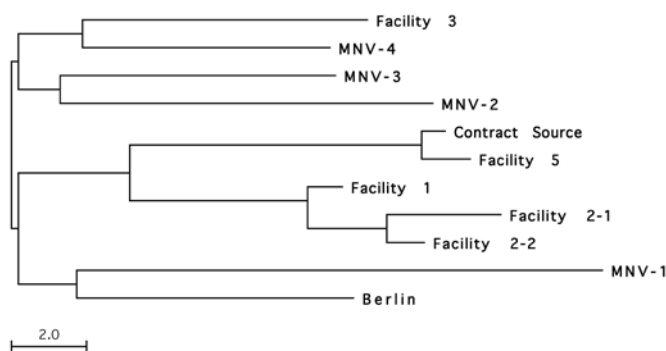 Facility 3
MNV-4
MNV-3
MNV-2
Contract Source
Facility 5
Facility 1
Facility 2-1
Facility 2-2
MNV-1
Berlin
2.0